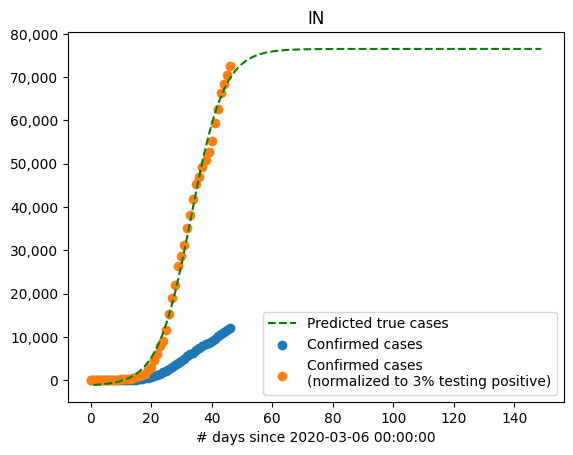 IN
80,000
70,000
60,000
50,000
40,000
30,000
20,000
10,000
0
Predicted true cases
Confirmed cases
Confirmed cases
(normalized to 3% testing positive)
0 20 40 60 80 100 120 140
# days since 2020-03-06 00:00:00